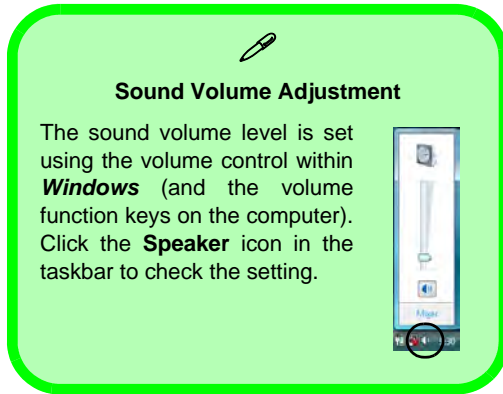 Sound Volume Adjustment
The sound volume level is set
using the volume control within
Windows (and the volume
function keys on the computer).
Click the Speaker icon in the
taskbar to check the setting.
Mixer